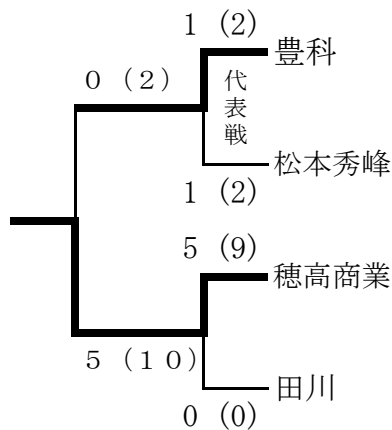 1 (2)
豊科
０（２）
代表戦
松本秀峰
1 (2)
5 (9)
穂高商業
５（１０）
田川
0 (0)